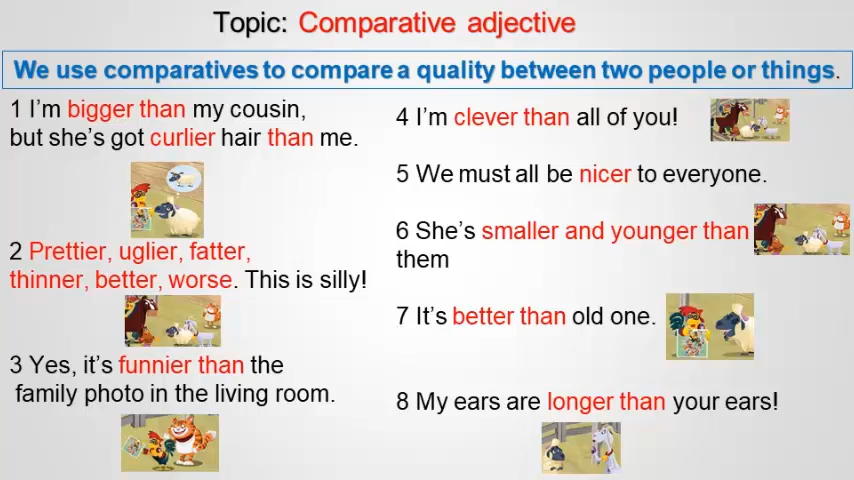 Topic: Comparative adjective
We use comparatives to compare a quality between two people or things.
1 I'm bigger than my cousin,
but she's got curlier hair than me.
2 Prettier, uglier, fatter,
thinner, better, worse. This is silly!
3 Yes, it's funnier than the
family photo in the living room.
4 I'm clever than all of you!
5 We must all be nicer to everyone.
6 She's smaller and younger than
them
7 It's better than old one.
8 My ears are longer than your ears!